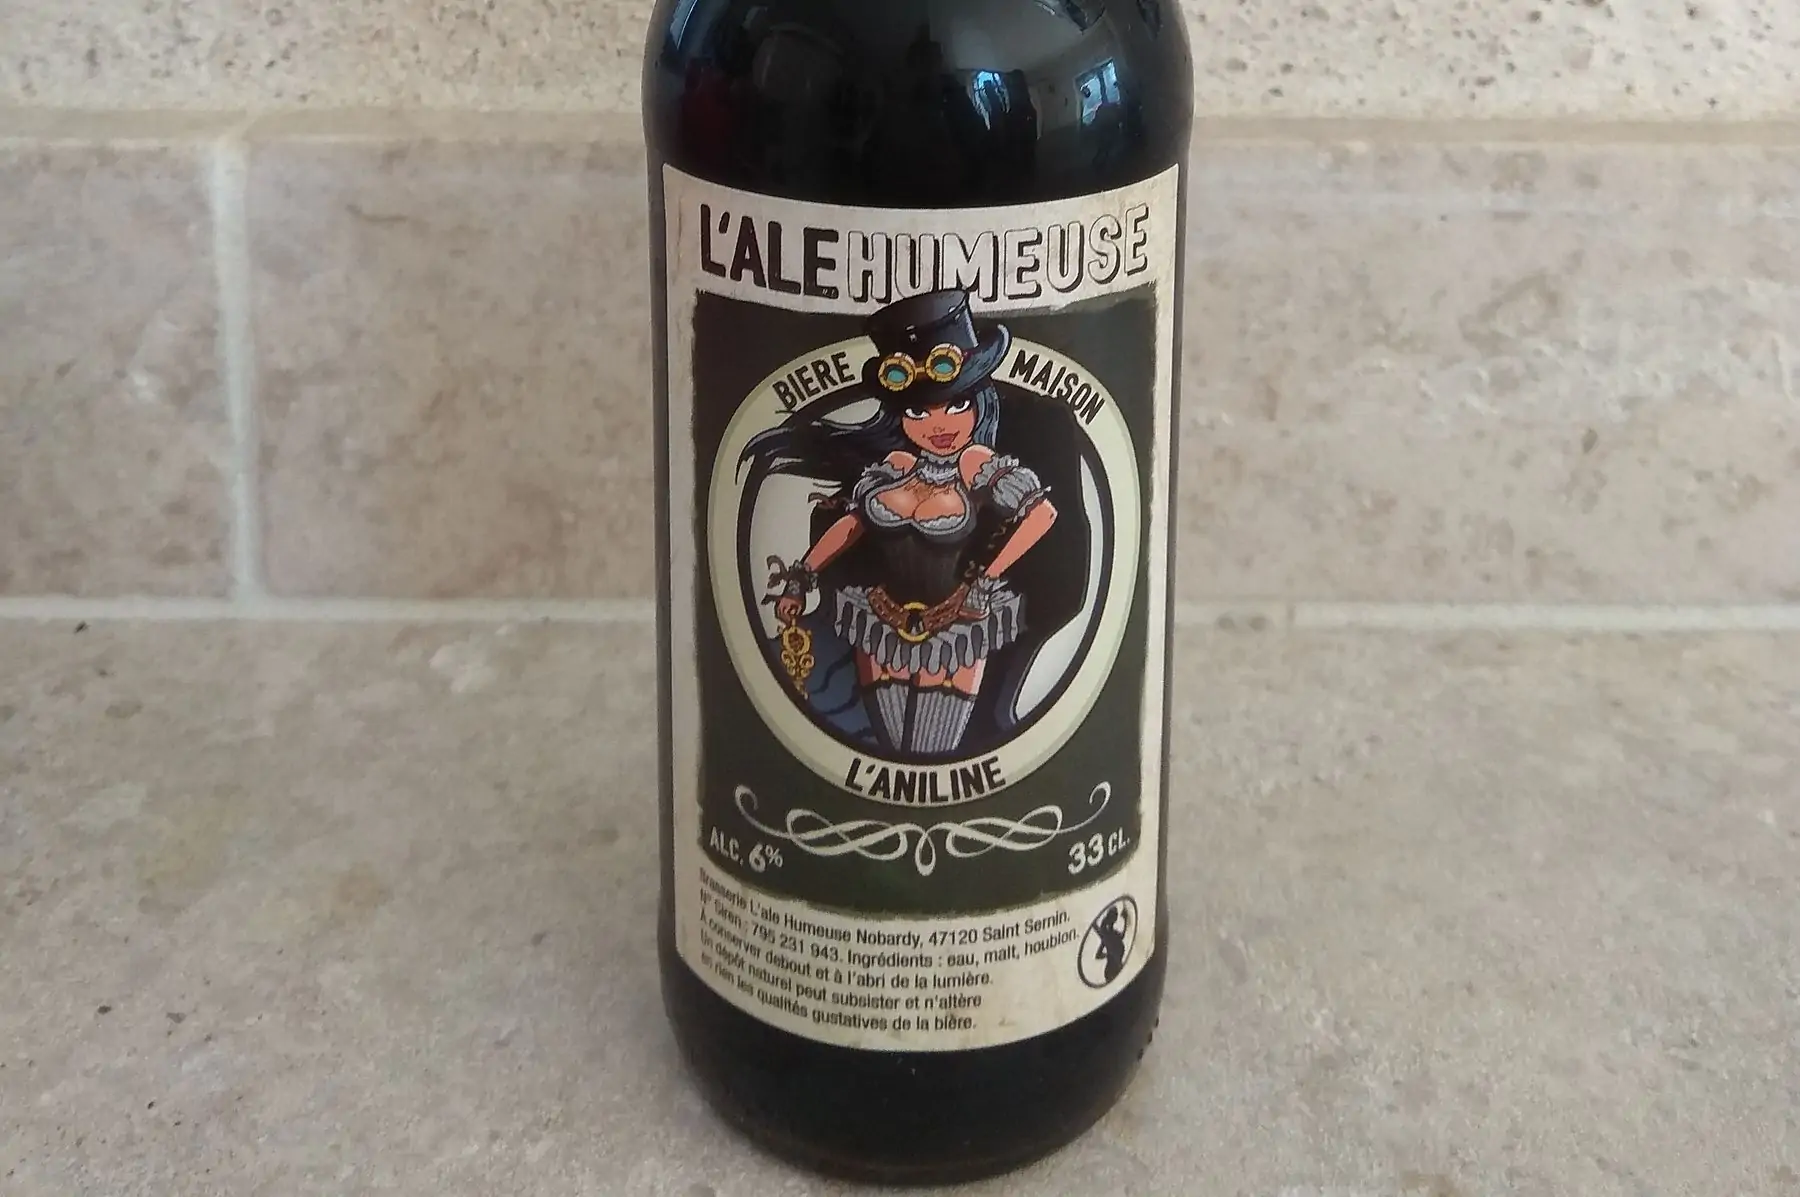 L'ALEHUMEUSE
BIERE MAISON
L'ANILINE
ALC. 6% 33 CL.
Brasserie L'ale Humeuse Nobardy, 47120 Saint Sernin.
N° Siren : 795 231 943. Ingrédients : eau, malt, houblon.
À conserver debout et à l'abri de la lumière.
Un dépôt naturel peut subsister et n'altère
en rien les qualités gustatives de la bière.